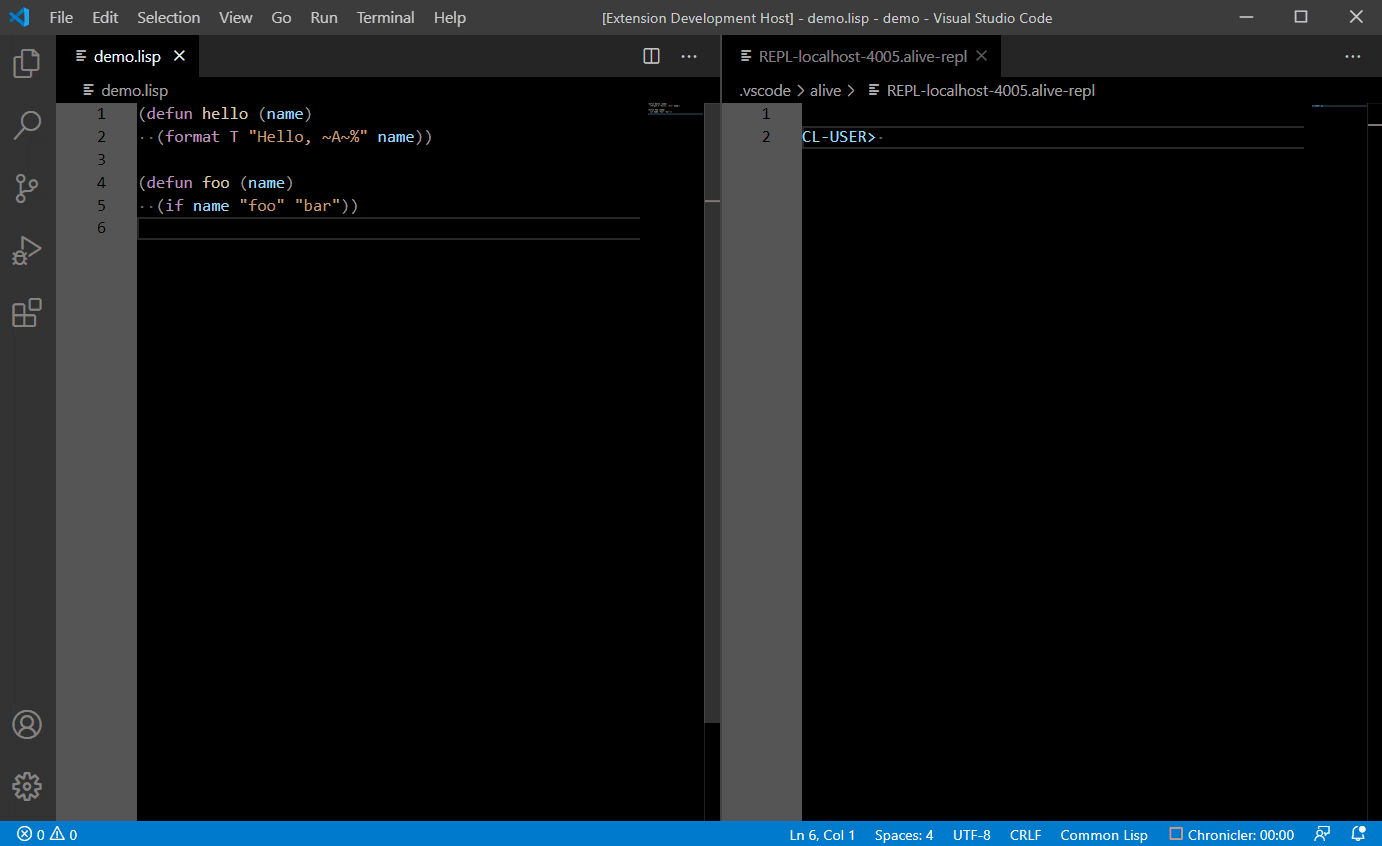 File Edit Selection View Go Run Terminal Help [Extension Development Host] - demo.lisp - demo - Visual Studio Code
demo.lisp
demo.lisp
1 (defun hello (name)
2 (format T "Hello, ~A~%" name))
3
4 (defun foo (name)
5 (if name "foo" "bar"))
6
REPL-localhost-4005.alive-repl
.vscode > alive > REPL-localhost-4005.alive-repl
1
2 CL-USER>
0 0 Ln 6, Col 1 Spaces: 4 UTF-8 CRLF Common Lisp Chronicler: 00:00